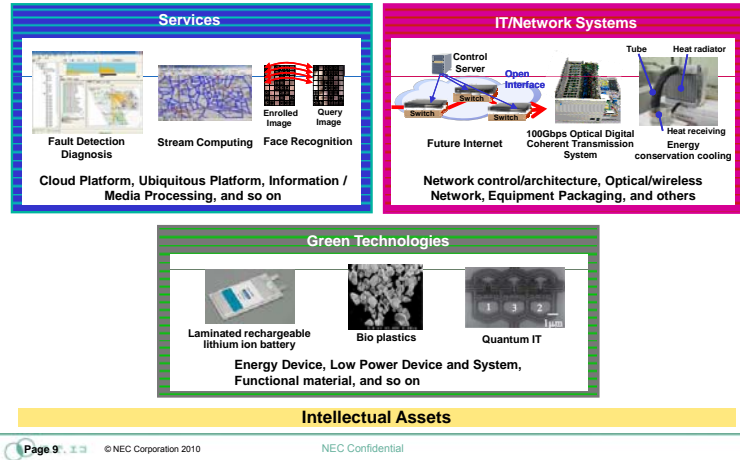 Services
Fault Detection
Diagnosis
Stream Computing
Enrolled
Image
Query
Image
Face Recognition
Cloud Platform, Ubiquitous Platform, Information /
Media Processing, and so on
IT/Network Systems
Control
Server
Open
Interface
Switch
Switch
Switch
Future Internet
100Gbps Optical Digital
Coherent Transmission
System
Tube
Heat radiator
Heat receiving
Energy
conservation cooling
Network control/architecture, Optical/wireless
Network, Equipment Packaging, and others
Green Technologies
Laminated rechargeable
lithium ion battery
Bio plastics
1 3 2
1μm
Quantum IT
Energy Device, Low Power Device and System,
Functional material, and so on
Intellectual Assets
Page 9
© NEC Corporation 2010
NEC Confidential